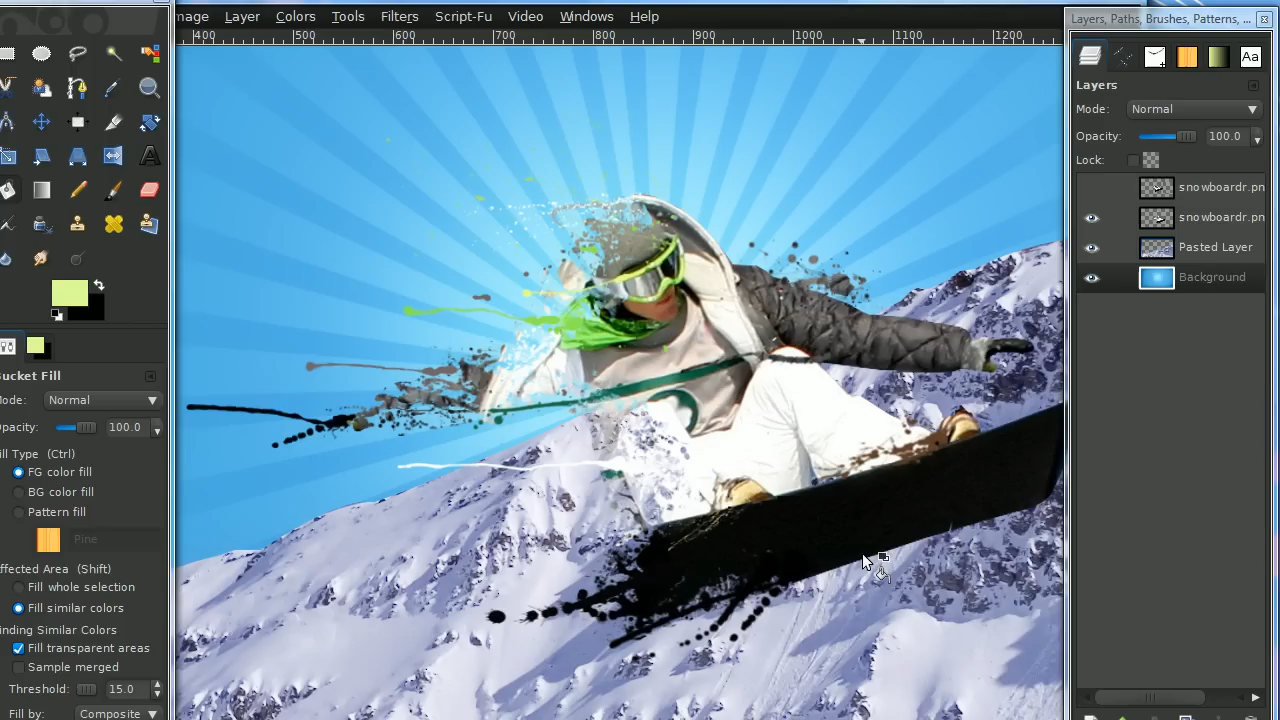 mage Layer Colors Tools Filters Script-Fu Video Windows Help
Layers, Paths, Brushes, Patterns, ...
400 500 600 700 800 900 1000 1100 1200
Aa
Layers
Mode: Normal
Opacity: 100.0
Lock:
snowboardr.pn
snowboardr.pn
Pasted Layer
Background
ucket Fill
lode: Normal
pacity: 100.0
ill Type (Ctrl)
FG color fill
BG color fill
Pattern fill
Pine
ffected Area (Shift)
Fill whole selection
Fill similar colors
inding Similar Colors
Fill transparent areas
Sample merged
Threshold: 15.0
Fill by: Composite